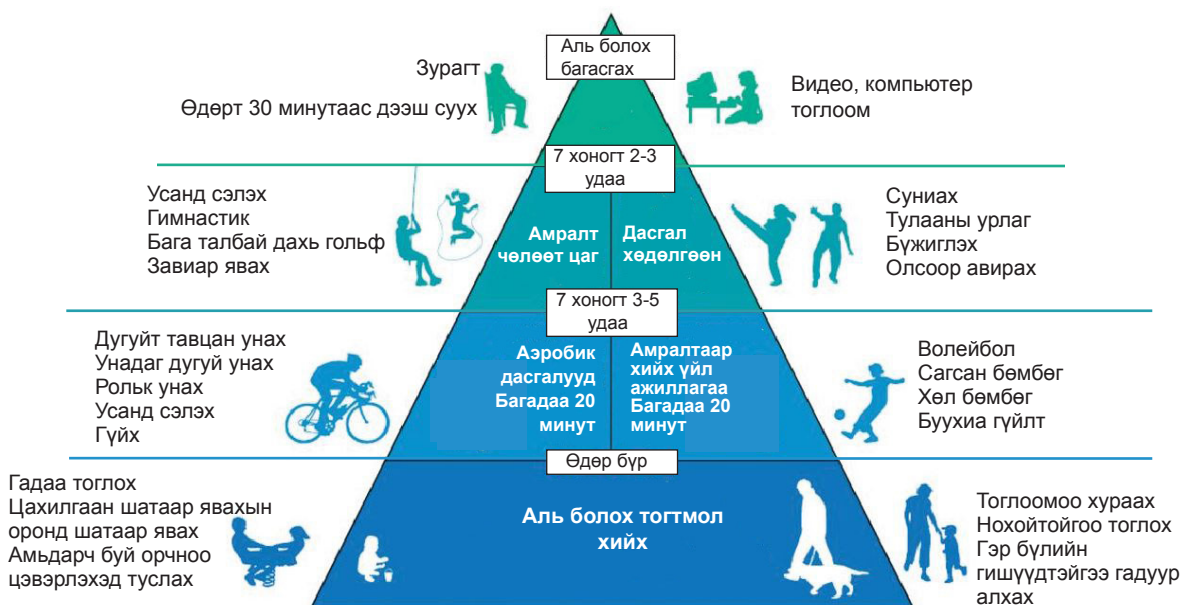 Аль болох
багасгах
Зурагт
Өдөрт 30 минутаас дээш суух
Видео, компьютер
тоглоом
7 хоногт 2-3
удаа
Усанд сэлэх
Гимнастик
Бага талбай дахь гольф
Завиар явах
Амралт
чөлөөт цаг
Дасгал
хөдөлгөөн
Суниах
Тулааны урлаг
Бүжиглэх
Олсоор авирах
7 хоногт 3-5
удаа
Дугуйт тавцан унах
Унадаг дугуй унах
Рольк унах
Усанд сэлэх
Гүйх
Аэробик
дасгалууд
Багадаа 20
минут
Амралтаар
хийх үйл
ажиллагаа
Багадаа 20
минут
Волейбол
Сагсан бөмбөг
Хөл бөмбөг
Буухиа гүйлт
Өдөр бүр
Гадаа тоглох
Цахилгаан шатаар явахын
оронд шатаар явах
Амьдарч буй орчноо
цэвэрлэхэд туслах
Аль болох тогтмол
хийх
Тоглоомоо хураах
Нохойтойгоо тоглох
Гэр бүлийн
гишүүдтэйгээ гадуур
алхах